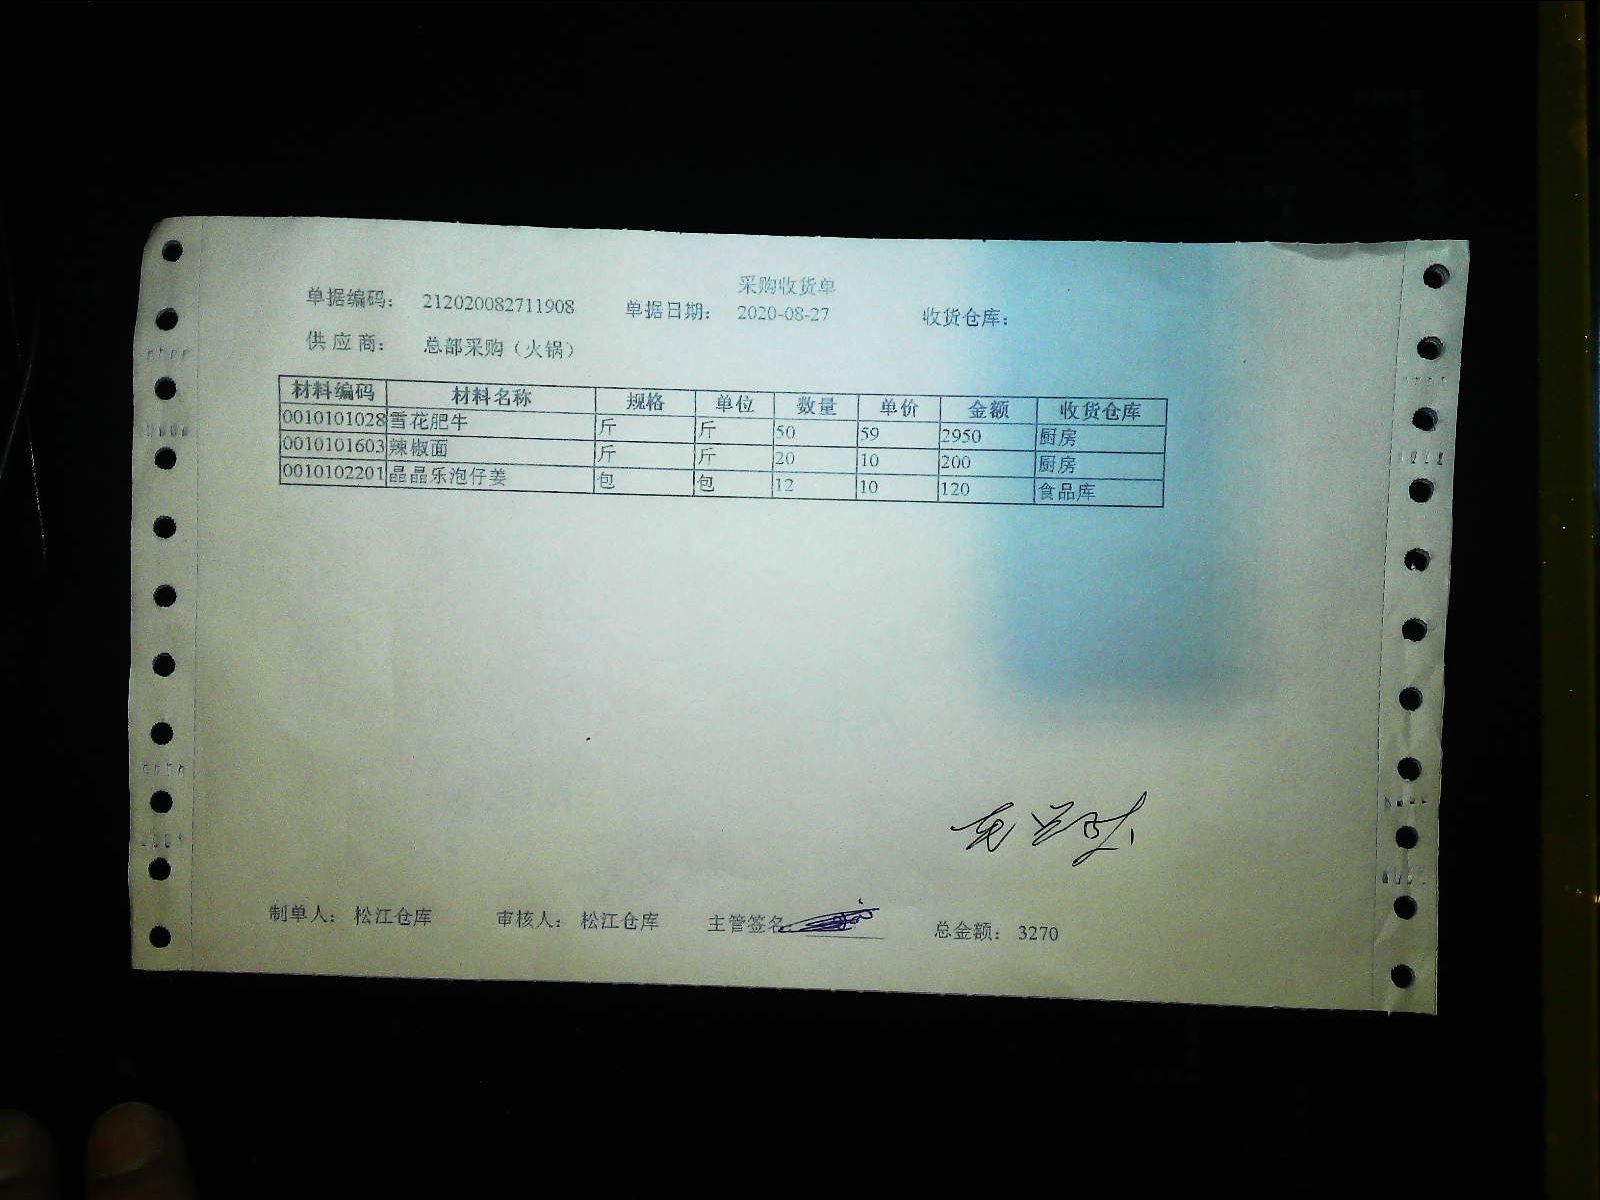 采购收货单
单据编码： 212020082711908 单据日期： 2020-08-27 收货仓库：
供应商： 总部采购（火锅）
材料编码 材料名称 规格 单位 数量 单价 金额 收货仓库
0010101028 雪花肥牛 斤 斤 50 59 2950 厨房
0010101603 辣椒面 斤 斤 20 10 200 厨房
0010102201 晶晶乐泡仔姜 包 包 12 10 120 食品库
制单人： 松江仓库 审核人： 松江仓库 主管签名 总金额： 3270